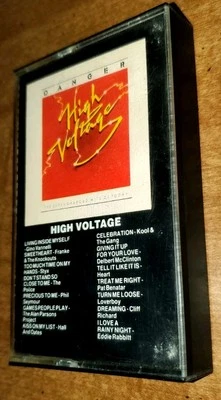 DANGER
High
Voltage
HIGH VOLTAGE
LIVING INSIDE MYSELF
-Gino Vannelli
SWEETHEART - Franke
& The Knockouts
TOO MUCH TIME ON MY
HANDS - Styx
DON'T STAND SO
CLOSE TO ME - The
Police
PRECIOUS TO ME - Phil
Seymour
GAMES PEOPLE PLAY -
The Alan Parsons
Project
KISS ON MY LIST - Hall
And Oates
CELEBRATION - Kool &
The Gang
GIVING IT UP
FOR YOUR LOVE -
Delbert McClinton
TELL IT LIKE IT IS -
Heart
TREAT ME RIGHT -
Pat Benatar
TURN ME LOOSE -
Loverboy
DREAMING - Cliff
Richard
I LOVE A
RAINY NIGHT -
Eddie Rabbitt